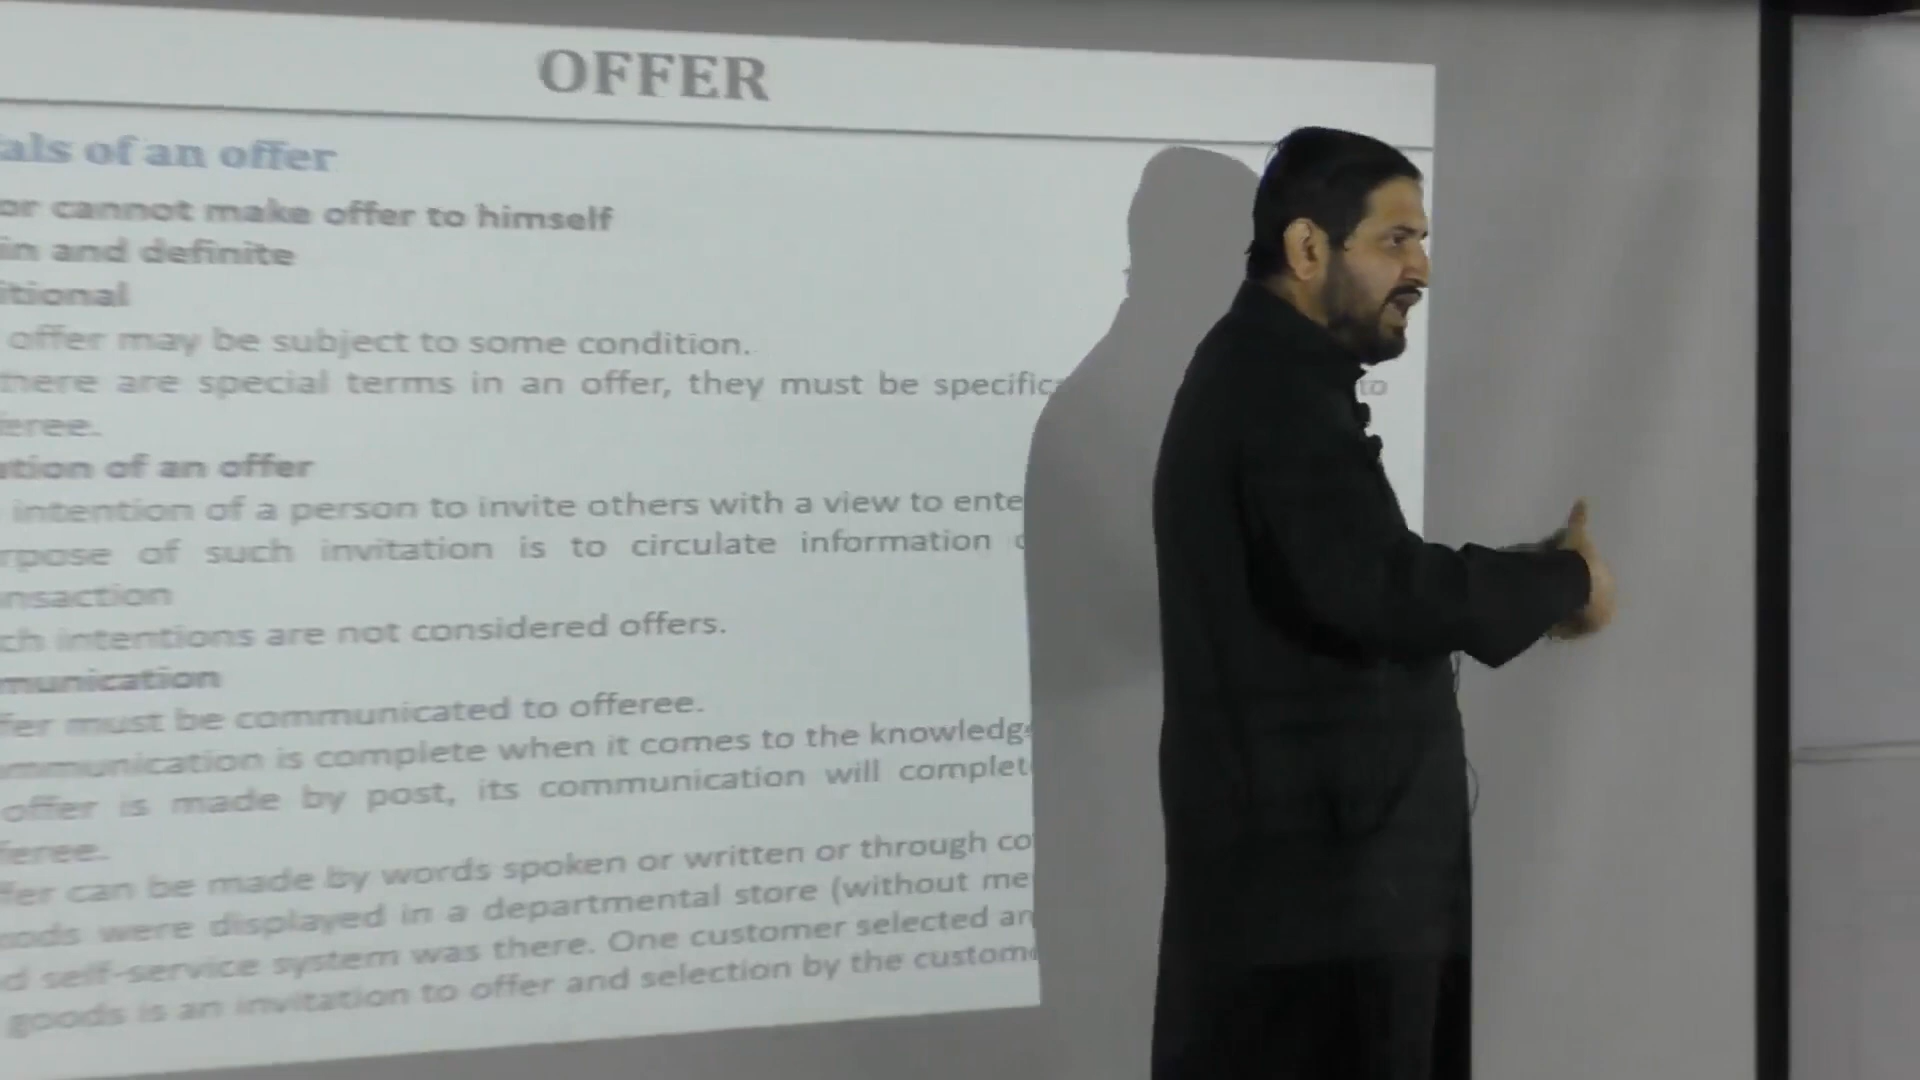 OFFER
als of an offer
or cannot make offer to himself
in and definite
itional
offer may be subject to some condition.
here are special terms in an offer, they must be specific to
eree.
ation of an offer
intention of a person to invite others with a view to ente
rpose of such invitation is to circulate information
nsaction
ch intentions are not considered offers.
munication
fer must be communicated to offeree.
mmunication is complete when it comes to the knowledge
offer is made by post, its communication will complet
feree.
ffer can be made by words spoken or written or through co
oods were displayed in a departmental store (without me
d self-service system was there. One customer selected an
goods is an invitation to offer and selection by the custome